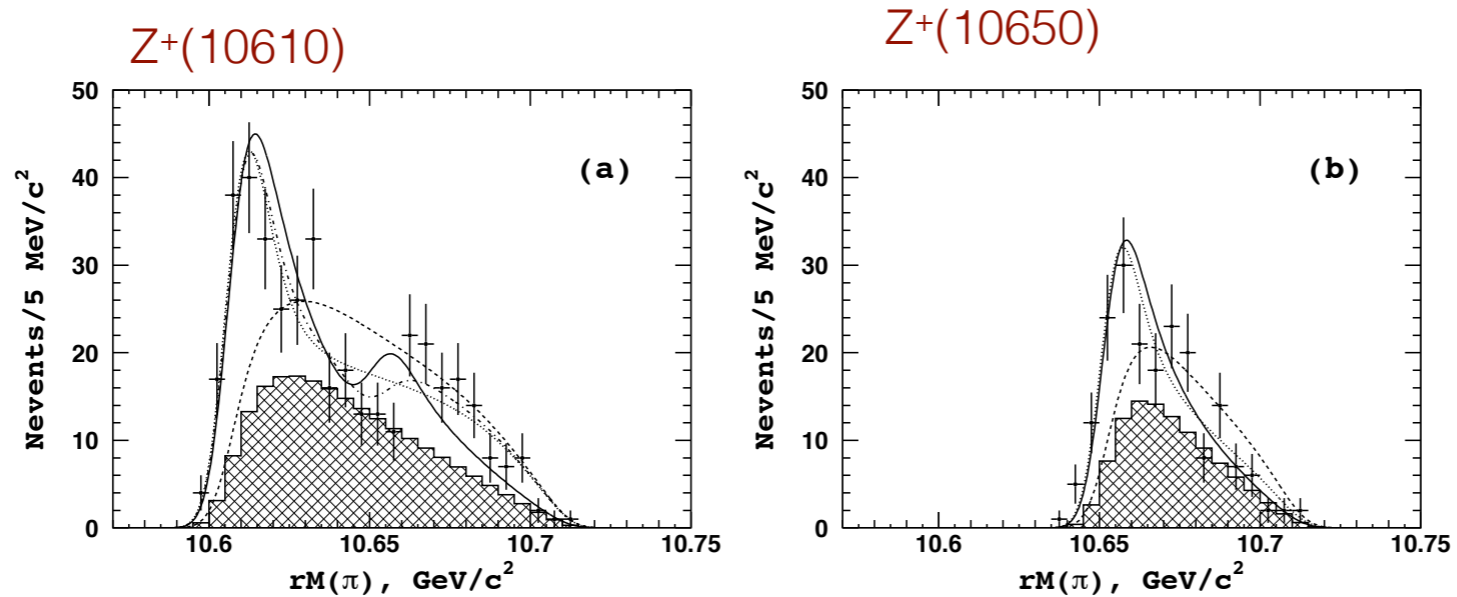 Z⁺(10610)
Z⁺(10650)
(a)
Nevents/5 MeV/c²
50
40
30
20
10
0
10.6 10.65 10.7 10.75
rM(π), GeV/c²
(b)
Nevents/5 MeV/c²
50
40
30
20
10
0
10.6 10.65 10.7 10.75
rM(π), GeV/c²